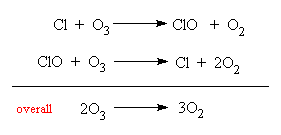 Cl + O₃ ⟶ ClO + O₂
ClO + O₃ ⟶ Cl + 2O₂
overall 2O₃ ⟶ 3O₂